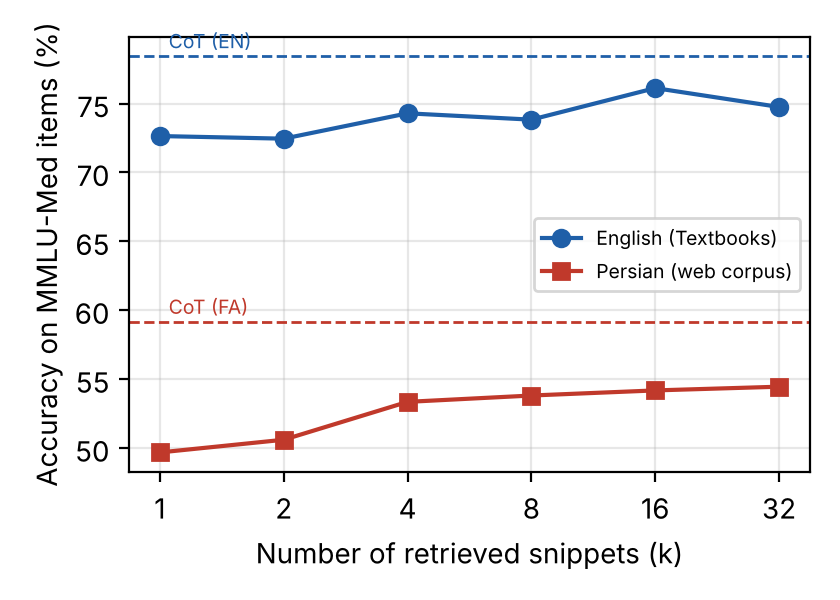 CoT (EN)
Accuracy on MMLU-Med items (%)
75
70
65
60
55
50
English (Textbooks)
Persian (web corpus)
CoT (FA)
1 2 4 8 16 32
Number of retrieved snippets (k)